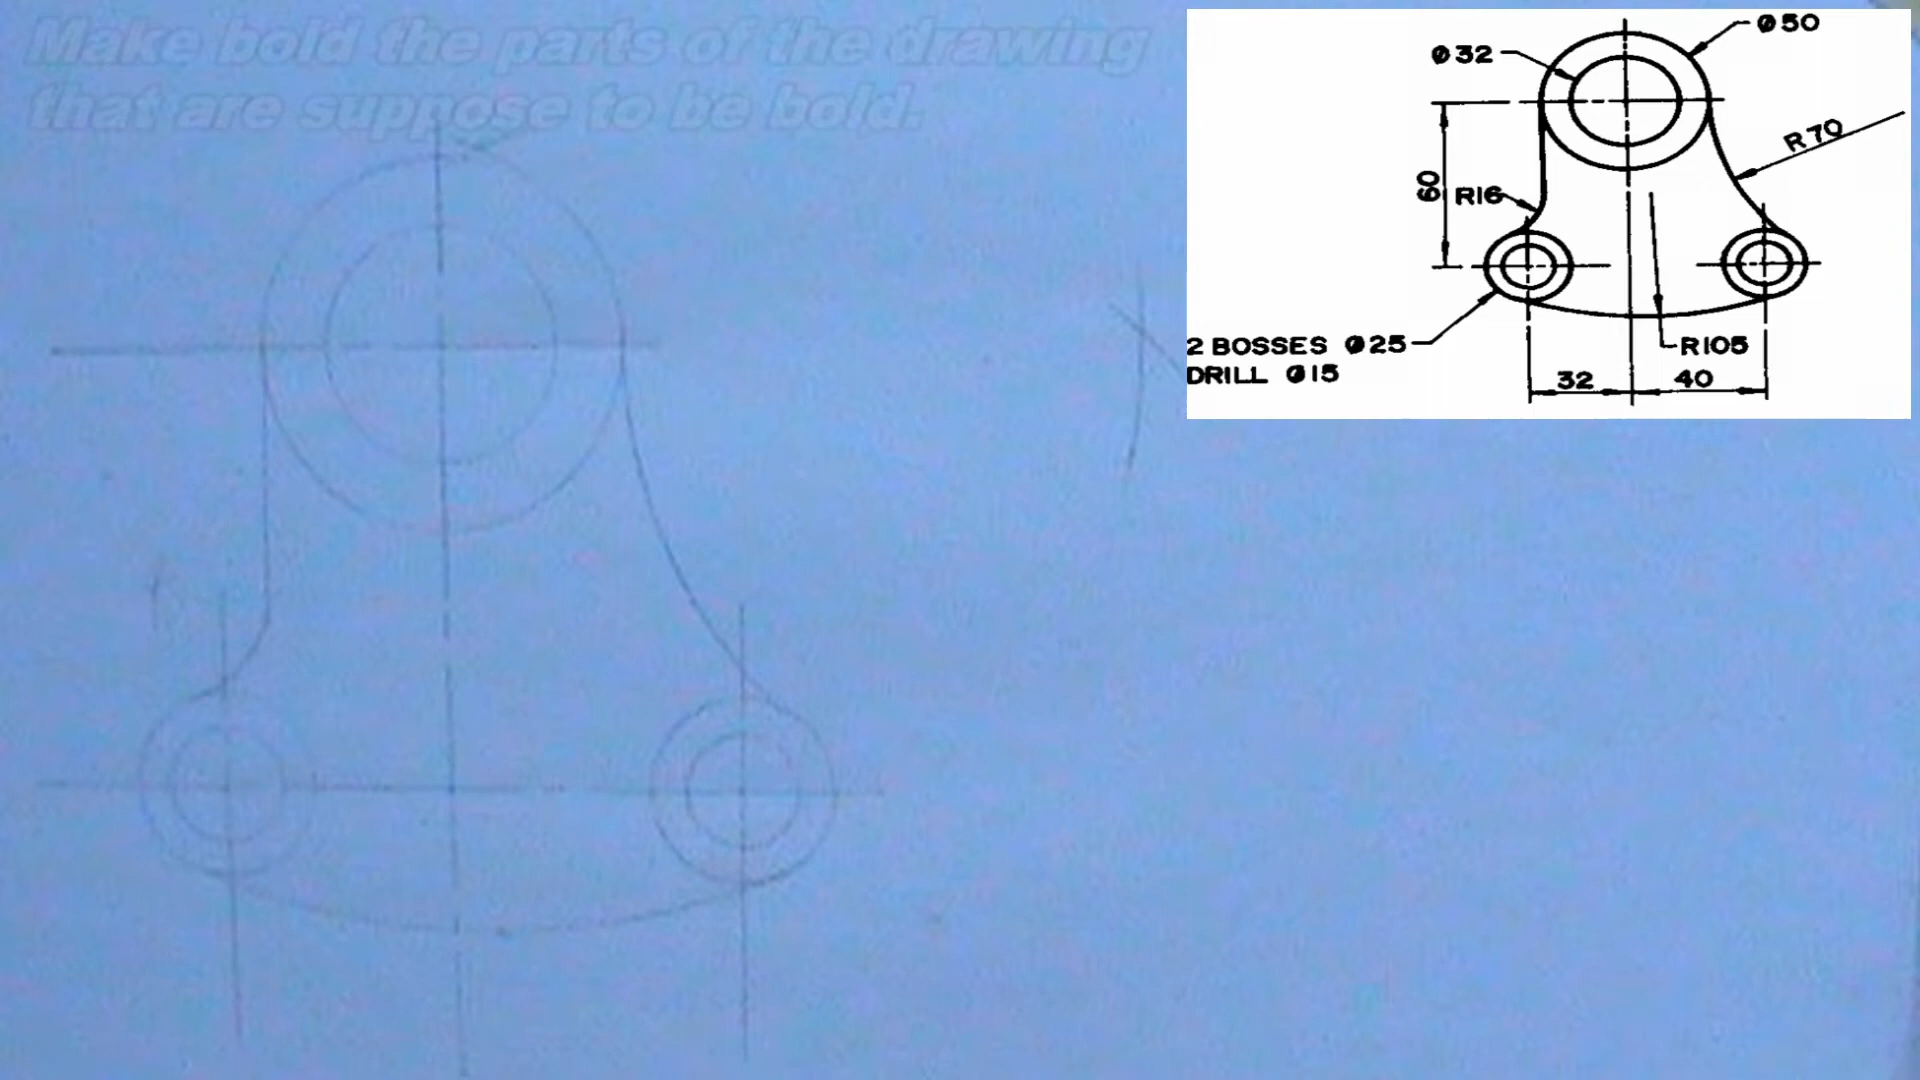 Make bold the parts of the drawing
that are suppose to be bold.
Ø50
Ø32
R70
60
R16
2 BOSSES Ø25
DRILL Ø15
R105
32
40